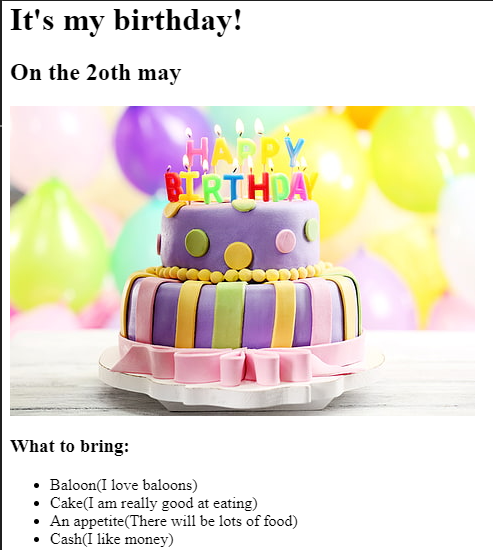 It's my birthday!
On the 2oth may
HAPPY
BIRTHDAY
What to bring:
Baloon(I love baloons)
Cake(I am really good at eating)
An appetite(There will be lots of food)
Cash(I like money)